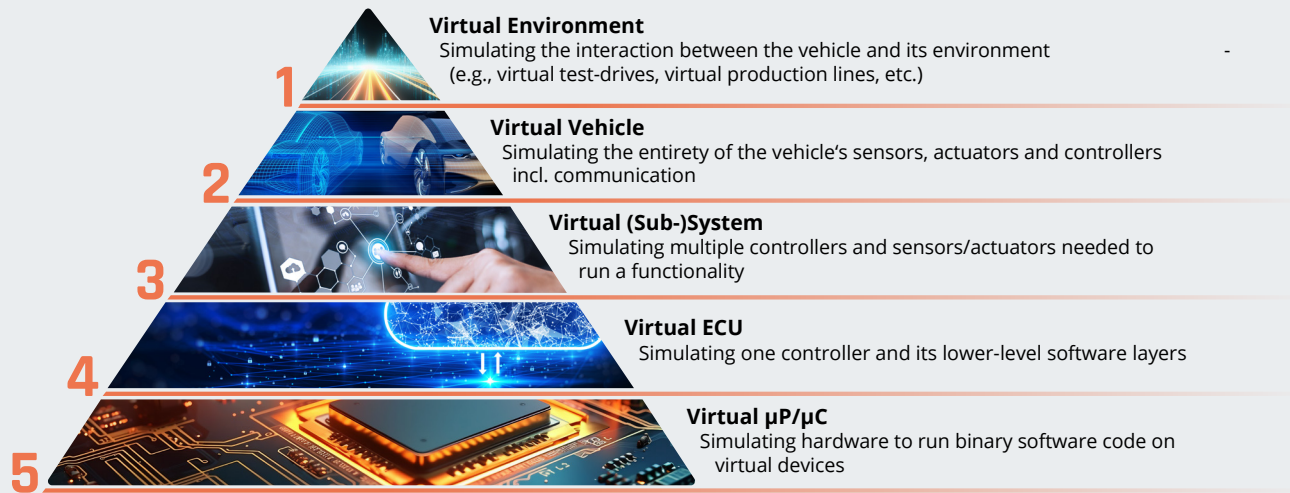 1
Virtual Environment
Simulating the interaction between the vehicle and its environment -
(e.g., virtual test-drives, virtual production lines, etc.)
2
Virtual Vehicle
Simulating the entirety of the vehicle‘s sensors, actuators and controllers
incl. communication
3
Virtual (Sub-)System
Simulating multiple controllers and sensors/actuators needed to
run a functionality
4
Virtual ECU
Simulating one controller and its lower-level software layers
5
Virtual µP/µC
Simulating hardware to run binary software code on
virtual devices